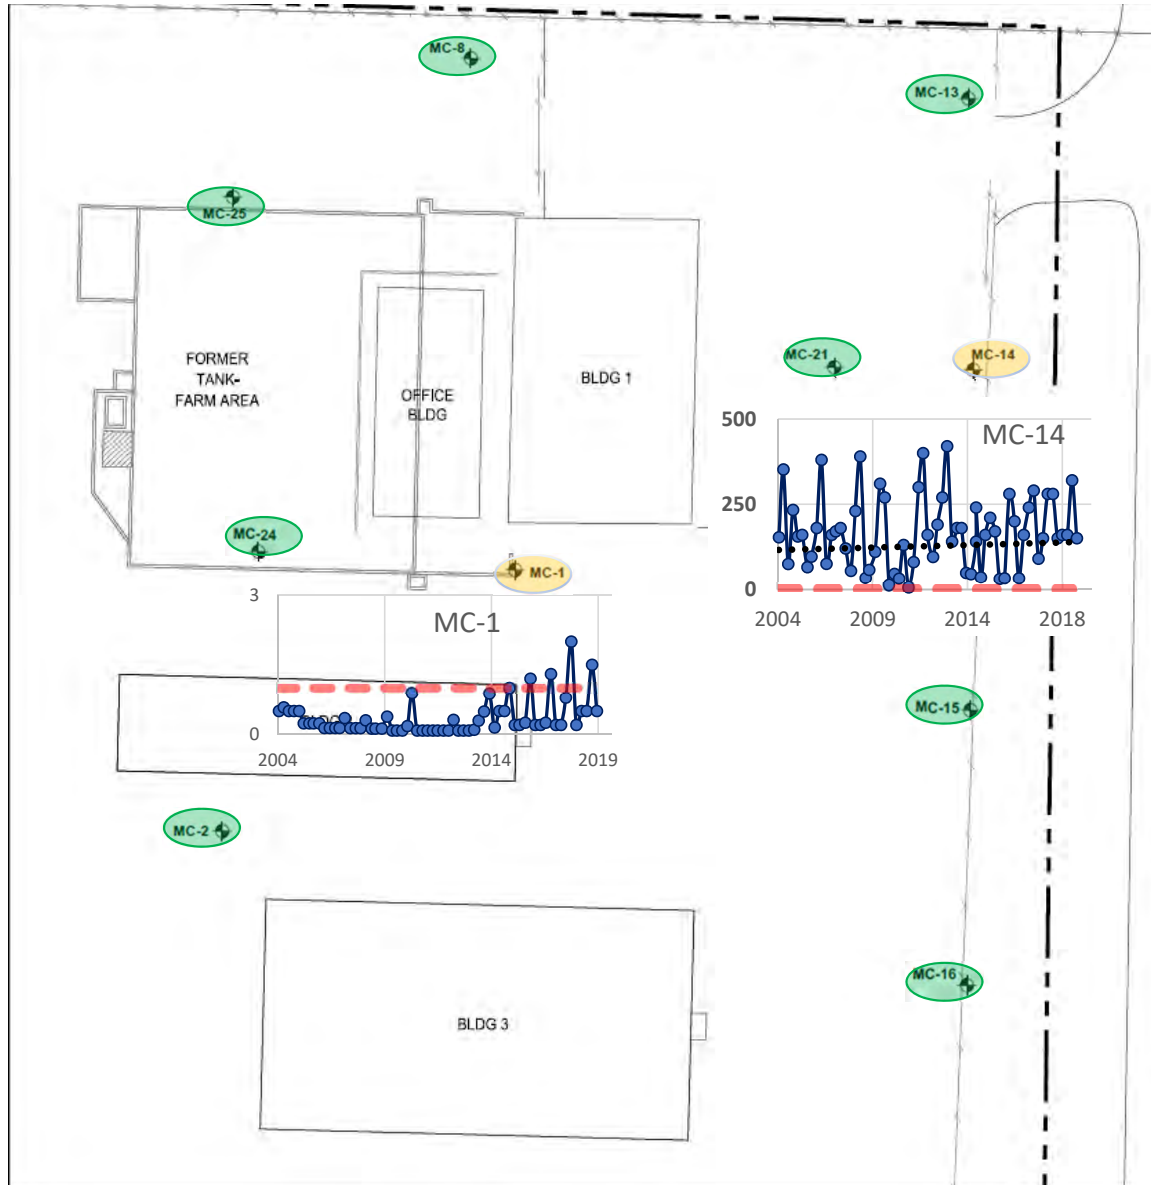 MC-8
MC-13
MC-25
MC-21
MC-14
FORMER
TANK-
FARM AREA
OFFICE
BLDG
BLDG 1
500
MC-14
250
0
2004
2009
2014
2018
MC-24
MC-1
3
MC-1
0
2004
2009
2014
2019
MC-15
MC-2
MC-16
BLDG 3